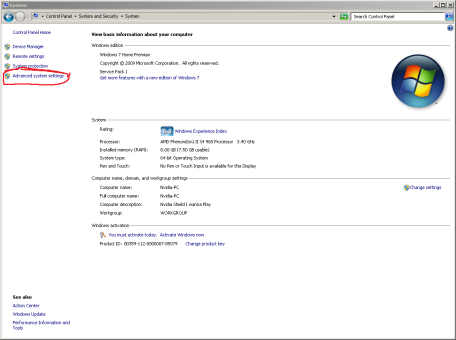 System
Control Panel ▸ System and Security ▸ System
Search Control Panel
Control Panel Home
Device Manager
Remote settings
System protection
Advanced system settings
View basic information about your computer
Windows edition
Windows 7 Home Premium
Copyright © 2009 Microsoft Corporation. All rights reserved.
Service Pack 1
Get more features with a new edition of Windows 7
System
Rating: Windows Experience Index
Processor: AMD Phenom(tm) II X4 965 Processor 3.40 GHz
Installed memory (RAM): 8.00 GB (7.50 GB usable)
System type: 64-bit Operating System
Pen and Touch: No Pen or Touch Input is available for this Display
Computer name, domain, and workgroup settings
Computer name: Nvidia-PC
Change settings
Full computer name: Nvidia-PC
Computer description: Nvidia Shield I wanna Play
Workgroup: WORKGROUP
Windows activation
You must activate today. Activate Windows now
Product ID: 00359-112-0000007-85079 Change product key
See also
Action Center
Windows Update
Performance Information and
Tools